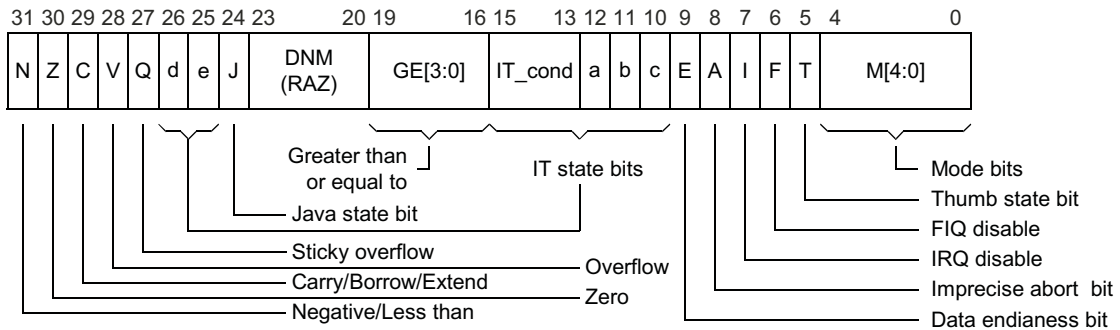 31 30 29 28 27 26 25 24 23 20 19 16 15 13 12 11 10 9 8 7 6 5 4 0
N Z C V Q d e J DNM (RAZ) GE[3:0] IT_cond a b c E A I F T M[4:0]
Greater than
or equal to
IT state bits
Mode bits
Java state bit
Thumb state bit
FIQ disable
Sticky overflow
IRQ disable
Overflow
Carry/Borrow/Extend
Imprecise abort bit
Zero
Negative/Less than
Data endianess bit